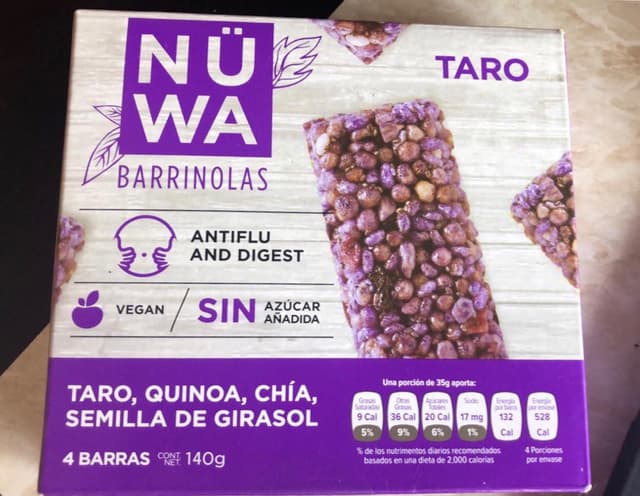 NÜ
WA
BARRINOLAS
TARO
ANTIFLU
AND DIGEST
VEGAN / SIN AZÚCAR
AÑADIDA
TARO, QUINOA, CHÍA,
SEMILLA DE GIRASOL
4 BARRAS CONT. NET. 140g
Una porción de 35g aporta:
Grasas Saturadas 9 Cal 5%
Otras Grasas 36 Cal 9%
Azúcares Totales 20 Cal 6%
Sodio 17 mg 1%
Energía por barra 132 Cal
Energía por envase 528 Cal
% de los nutrimentos diarios recomendados
basados en una dieta de 2,000 calorías
4 Porciones
por envase